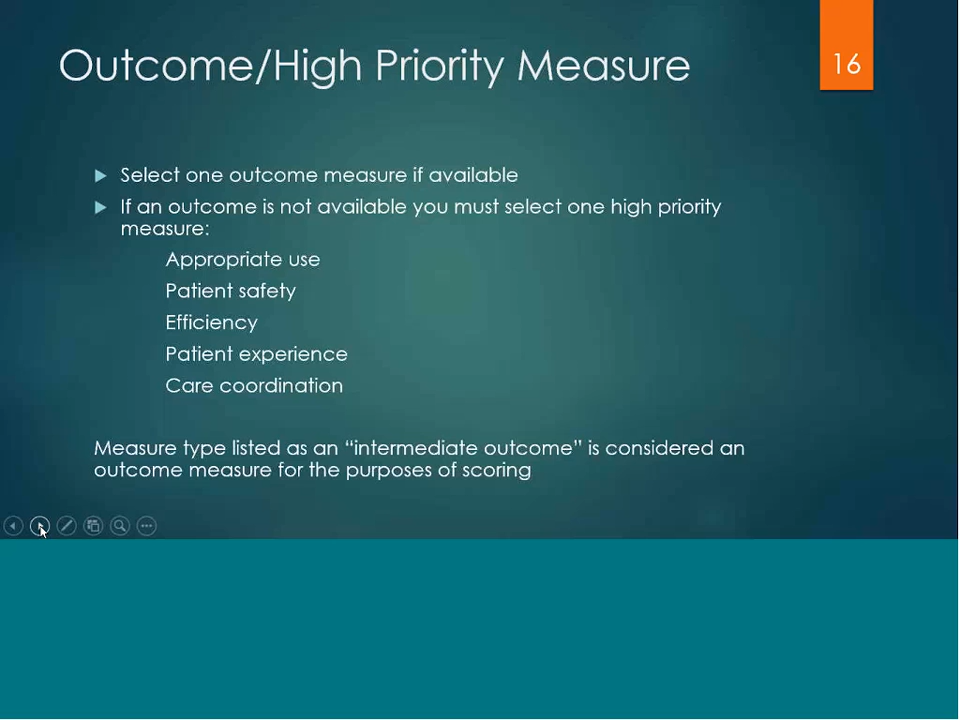 Outcome/High Priority Measure
16
Select one outcome measure if available
If an outcome is not available you must select one high priority
measure:
Appropriate use
Patient safety
Efficiency
Patient experience
Care coordination
Measure type listed as an “intermediate outcome” is considered an
outcome measure for the purposes of scoring